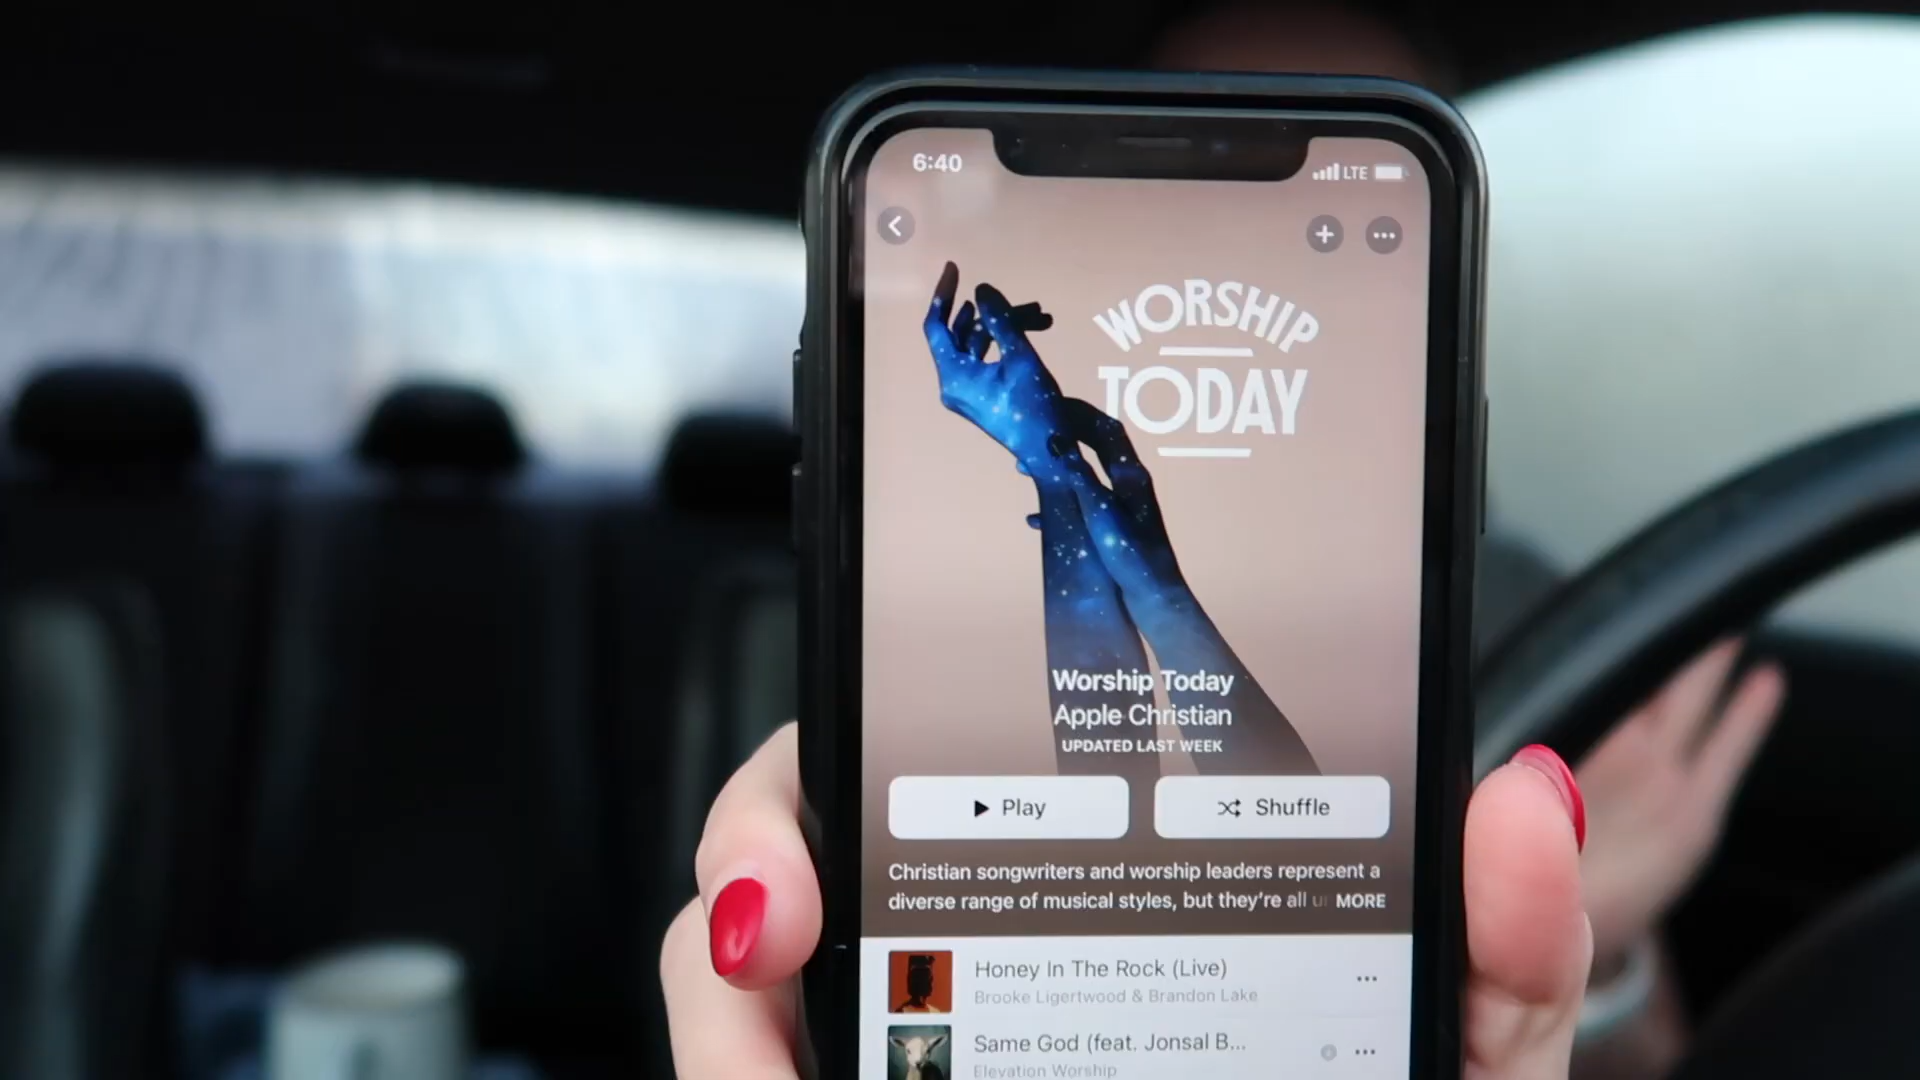 6:40
LTE
WORSHIP
TODAY
Worship Today
Apple Christian
UPDATED LAST WEEK
Play
Shuffle
Christian songwriters and worship leaders represent a
diverse range of musical styles, but they're all MORE
Honey In The Rock (Live)
Brooke Ligertwood & Brandon Lake
Same God (feat. Jonsal B...
Elevation Worship